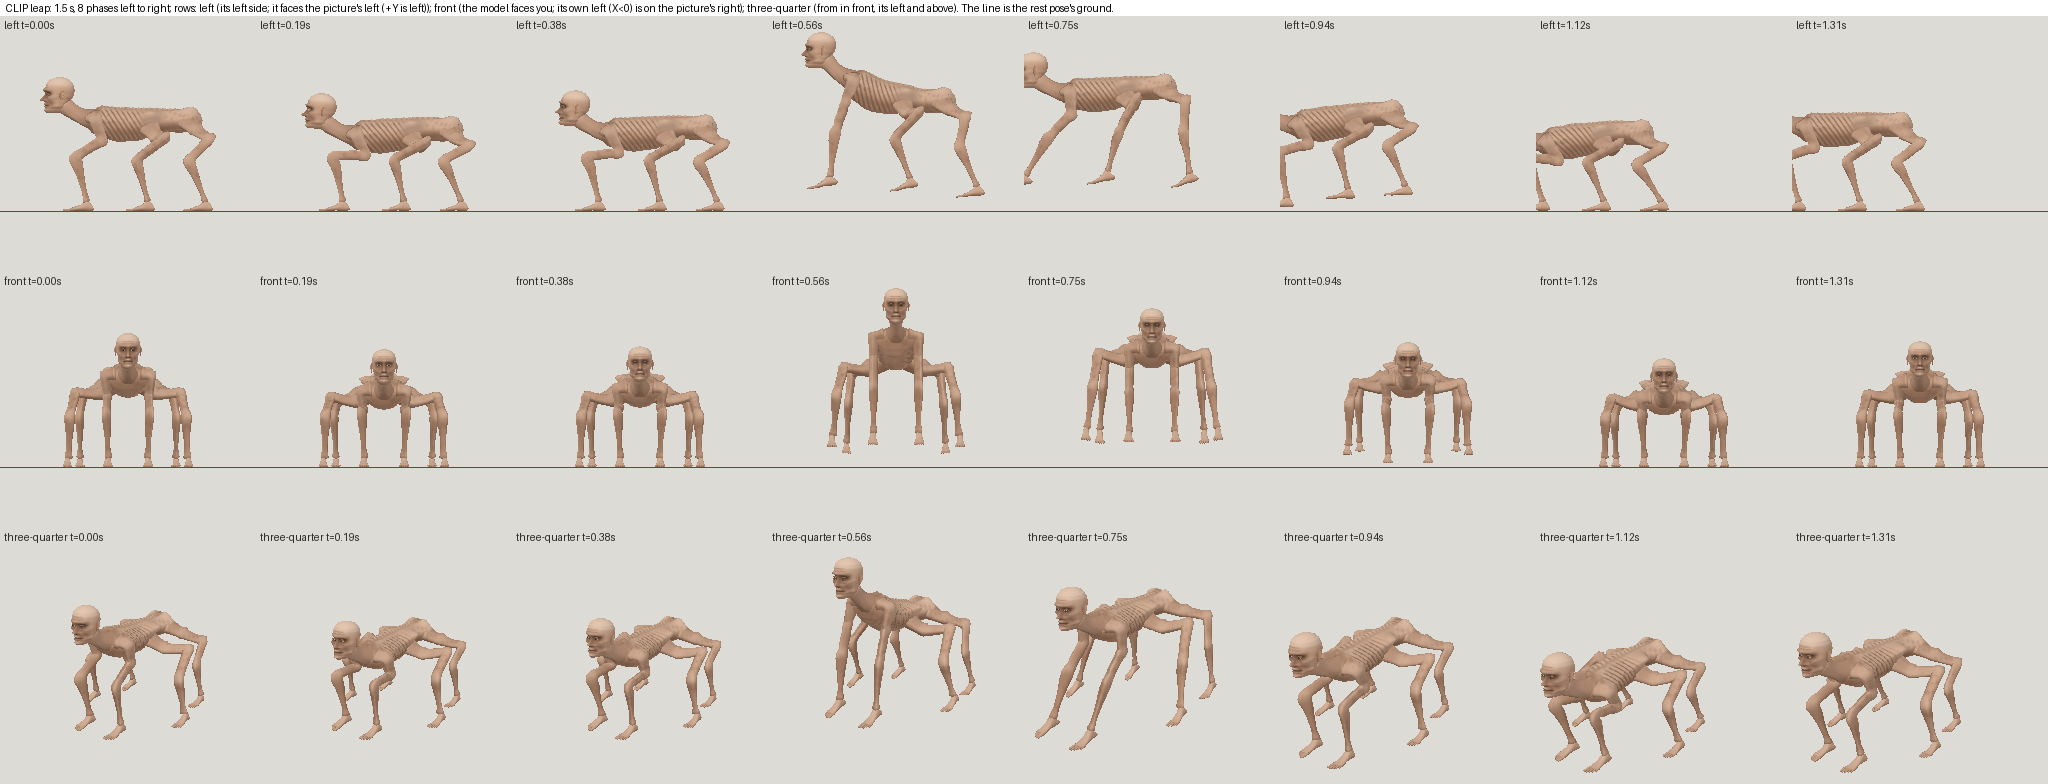 CLIP leap: 1.5 s, 8 phases left to right; rows: left (its left side; it faces the picture's left (+Y is left)); front (the model faces you; its own left (X<0) is on the picture's right); three-quarter (from in front, its left and above). The line is the rest pose's ground.
left t=0.00s left t=0.19s left t=0.38s left t=0.56s left t=0.75s left t=0.94s left t=1.12s left t=1.31s
front t=0.00s front t=0.19s front t=0.38s front t=0.56s front t=0.75s front t=0.94s front t=1.12s front t=1.31s
three-quarter t=0.00s three-quarter t=0.19s three-quarter t=0.38s three-quarter t=0.56s three-quarter t=0.75s three-quarter t=0.94s three-quarter t=1.12s three-quarter t=1.31s